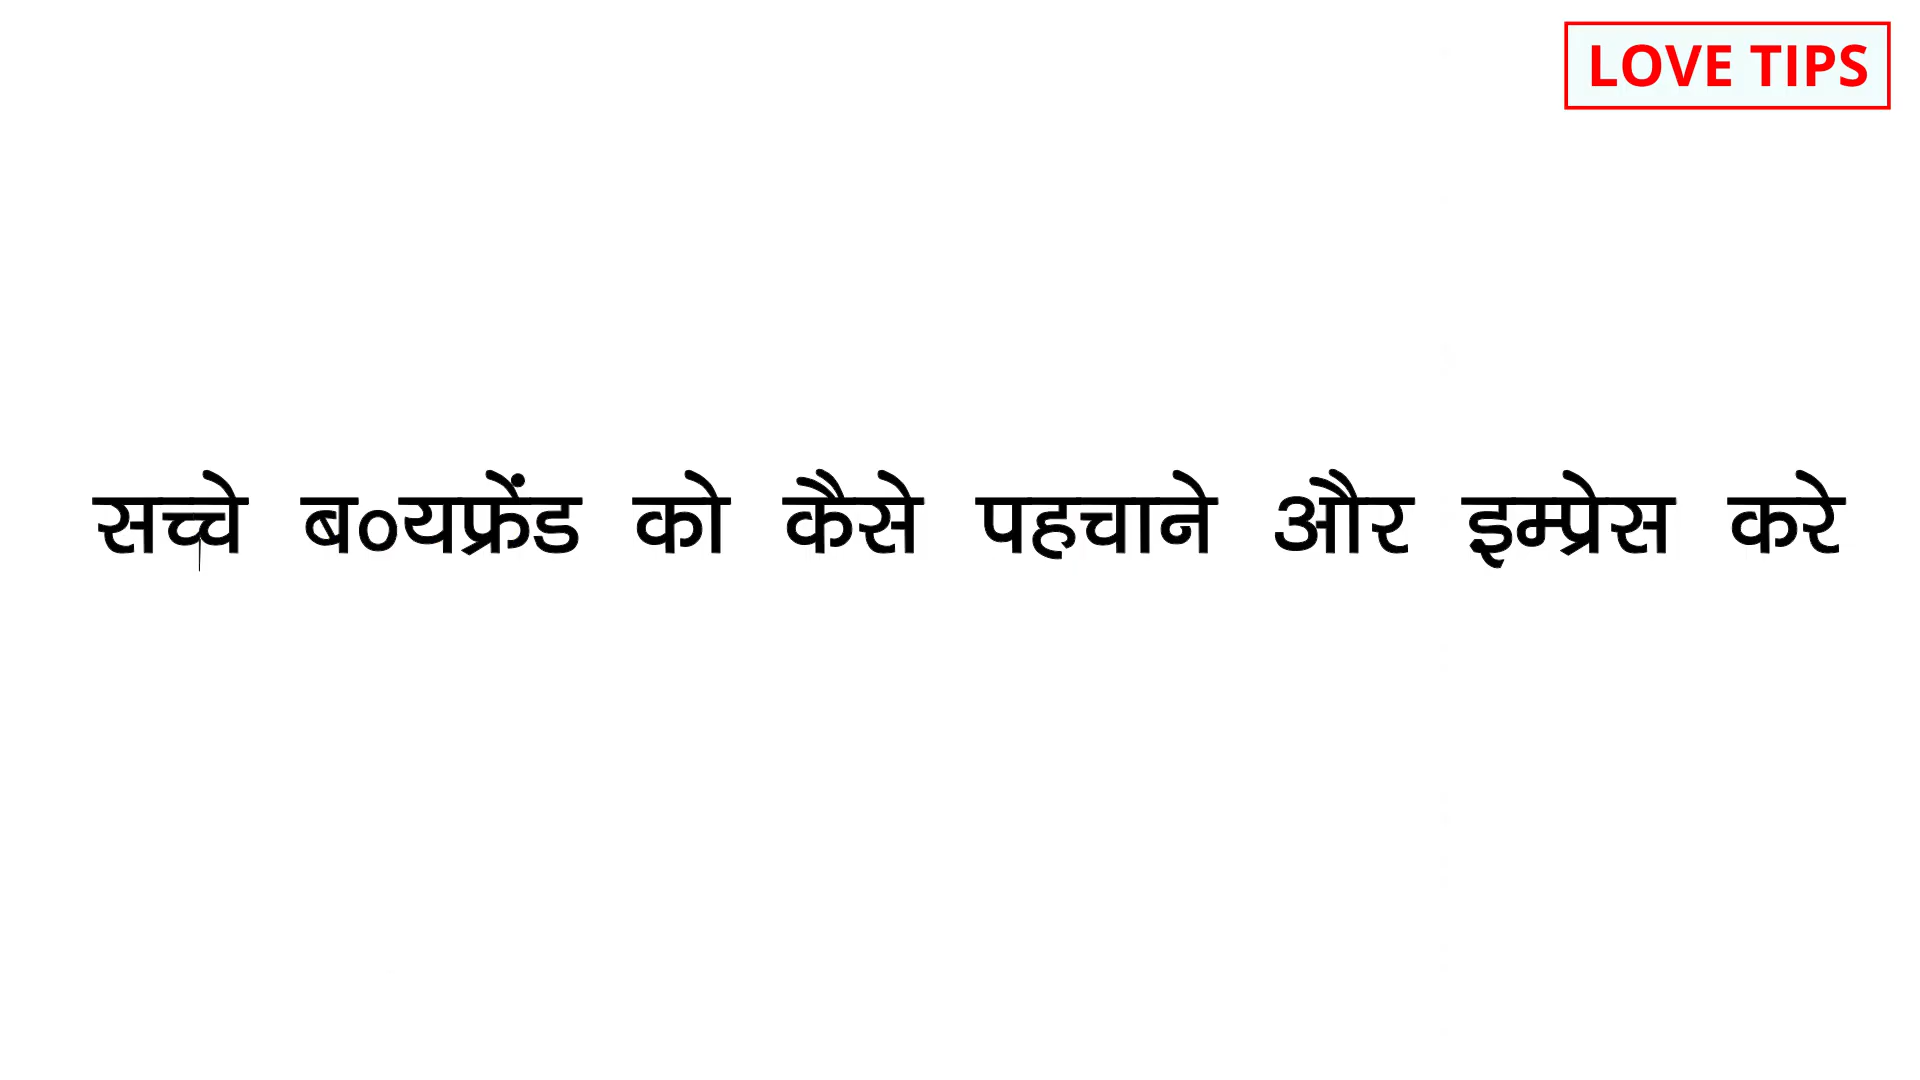 LOVE TIPS
सच्चे ब०यफ्रेंड को कैसे पहचाने और इम्प्रेस करे